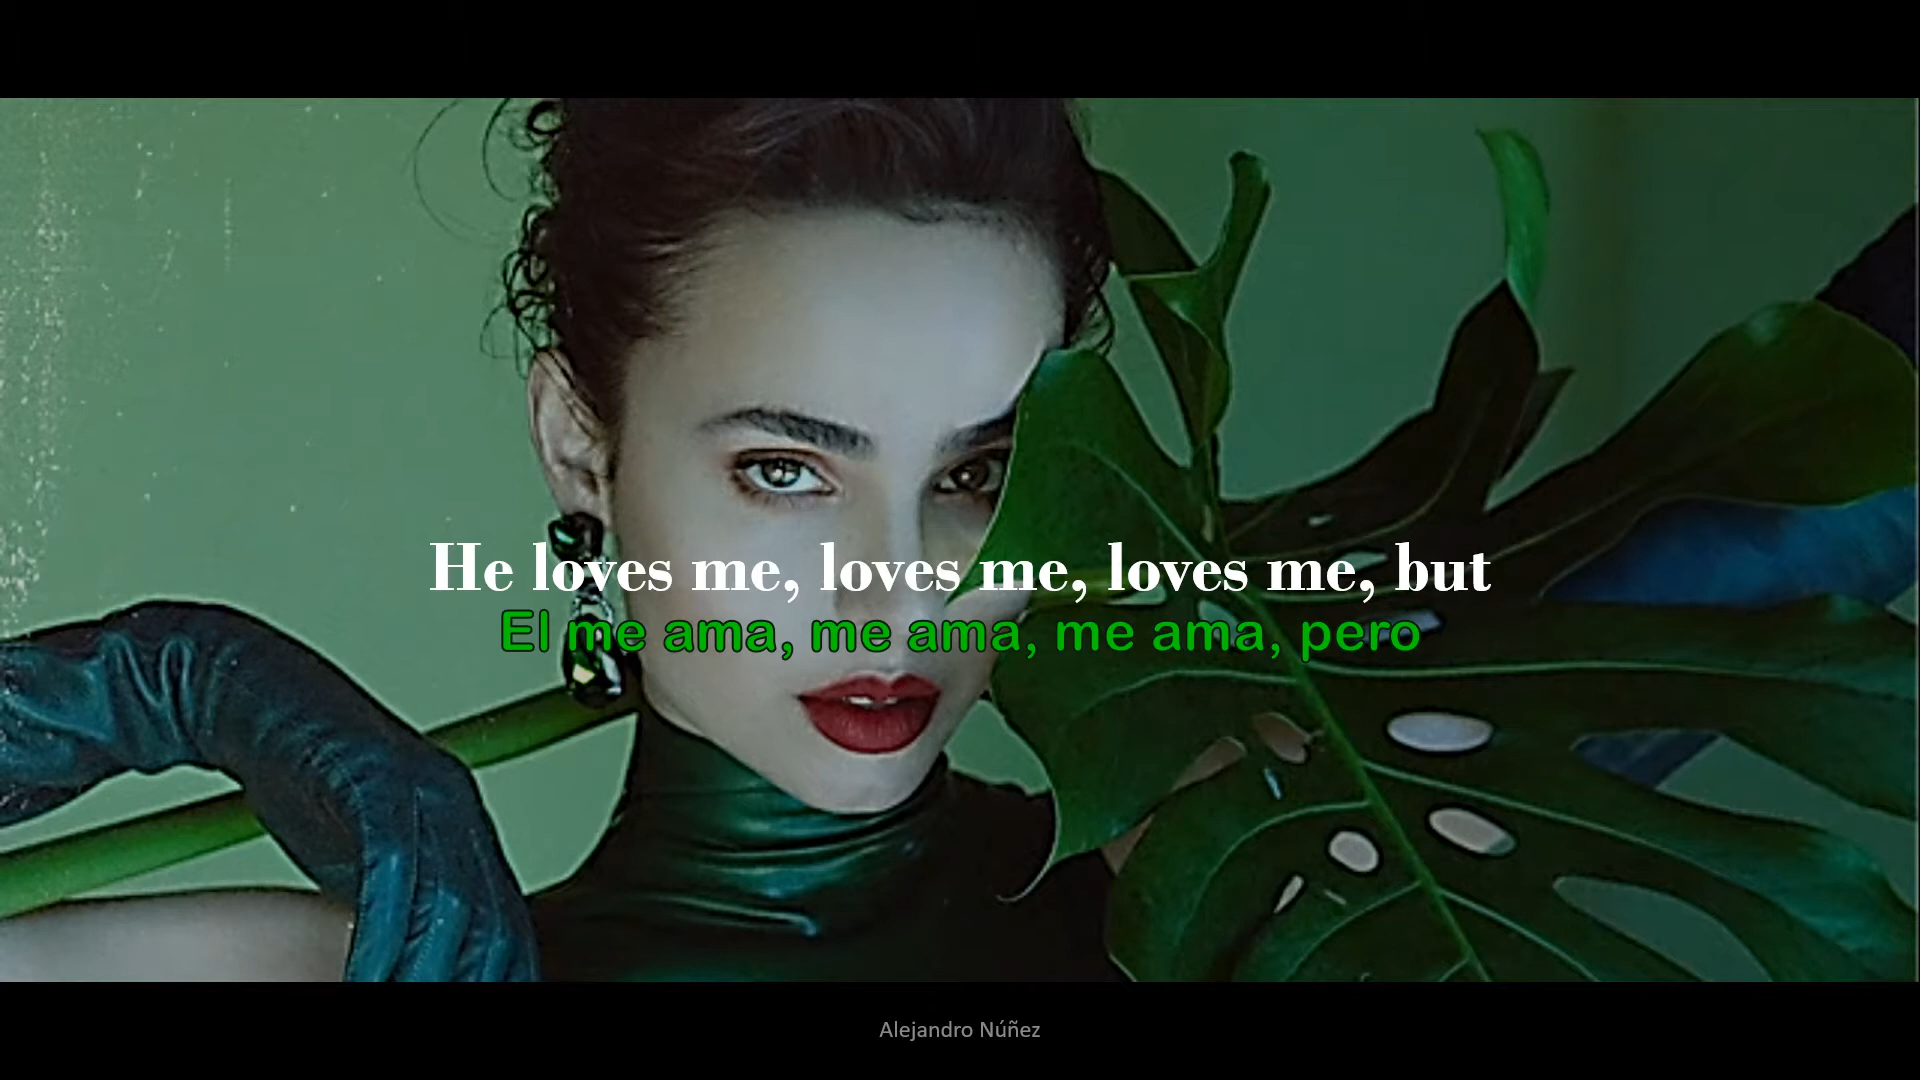 He loves me, loves me, loves me, but
El me ama, me ama, me ama, pero
Alejandro Núñez